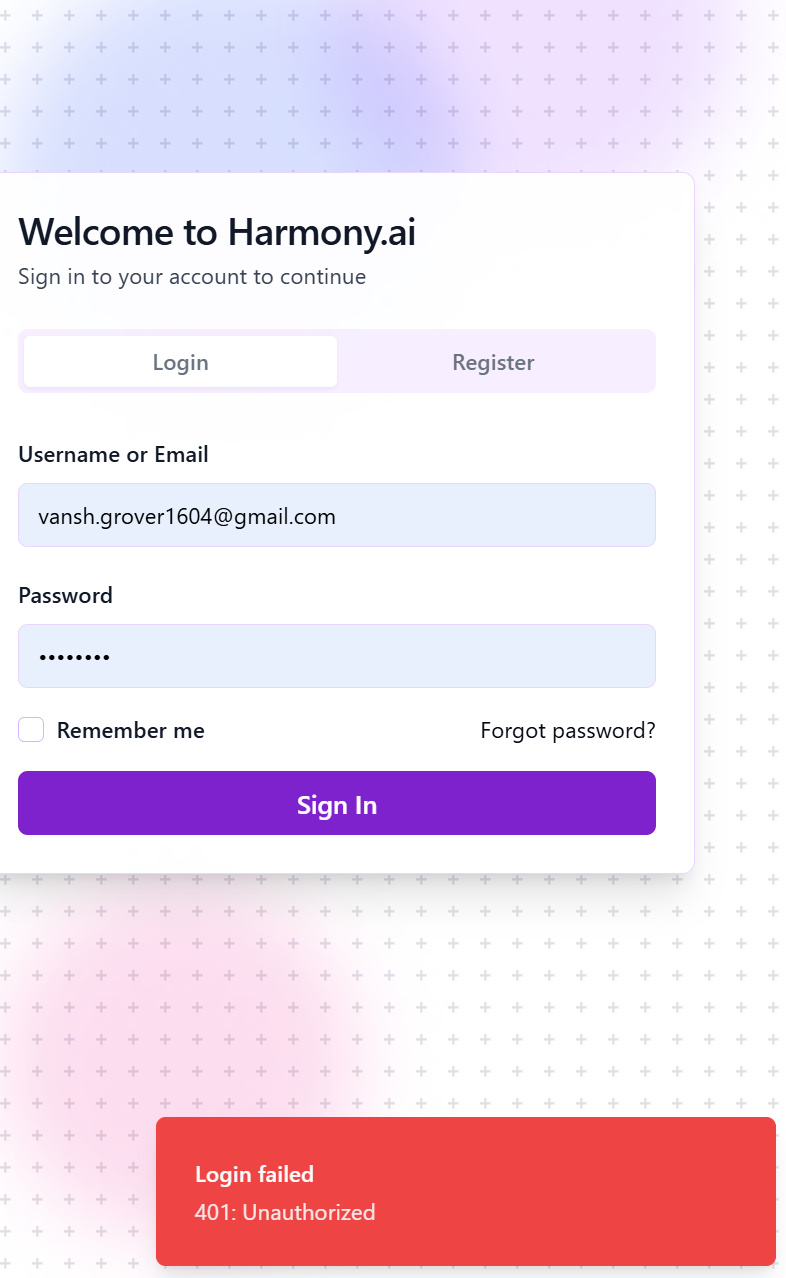 Welcome to Harmony.ai
Sign in to your account to continue
Login
Register
Username or Email
vansh.grover1604@gmail.com
Password
••••••••
Remember me
Forgot password?
Sign In
Login failed
401: Unauthorized